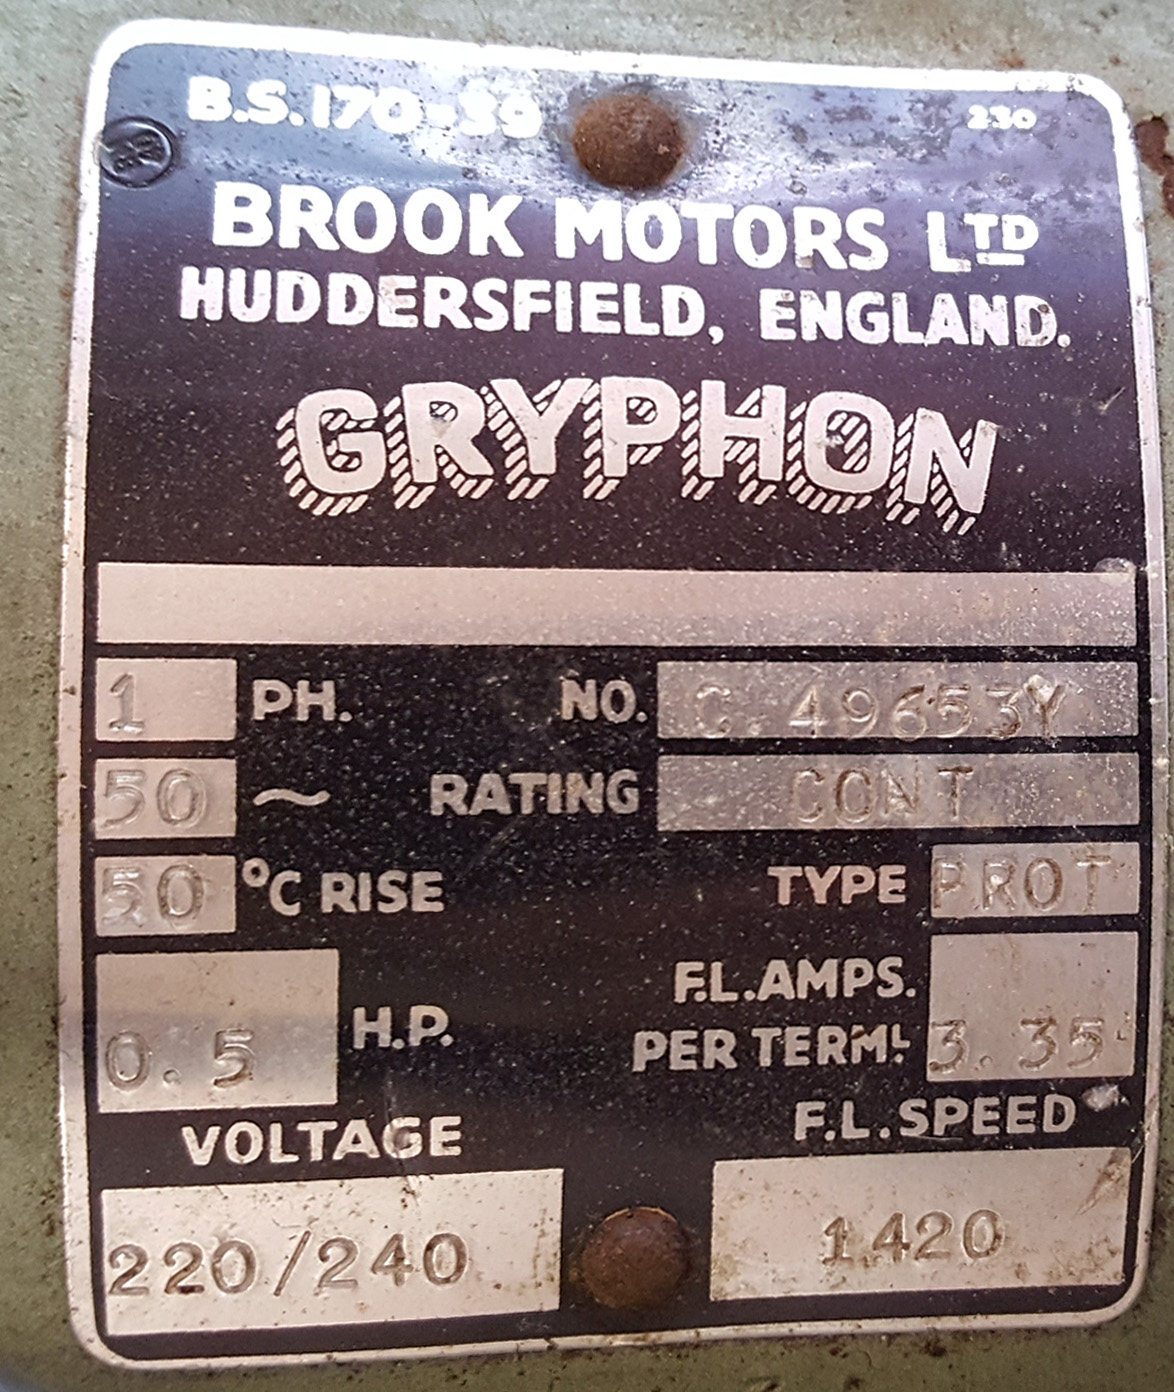 B.S.170-39 230
BROOK MOTORS LTD
HUDDERSFIELD, ENGLAND.
GRYPHON
1 PH. NO. C. 49653Y
50 ~ RATING CONT
50 °C RISE TYPE PROT
0.5 H.P. F.L.AMPS.
PER TERML. 3.35
VOLTAGE F.L.SPEED
220/240 1420